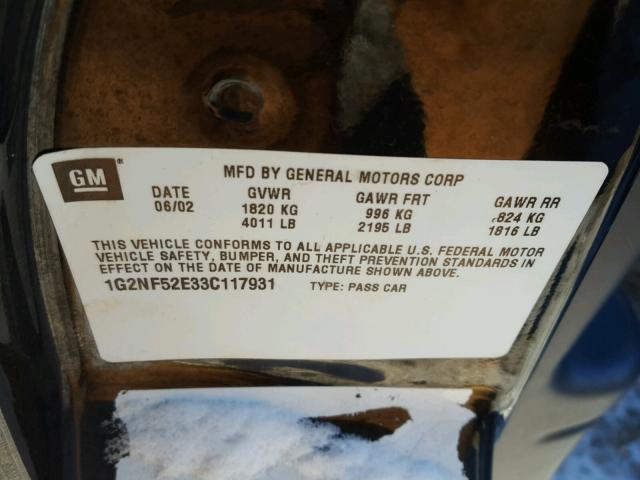 GM ®
MFD BY GENERAL MOTORS CORP
DATE GVWR GAWR FRT GAWR RR
06/02 1820 KG 996 KG 824 KG
4011 LB 2195 LB 1816 LB
THIS VEHICLE CONFORMS TO ALL APPLICABLE U.S. FEDERAL MOTOR
VEHICLE SAFETY, BUMPER, AND THEFT PREVENTION STANDARDS IN
EFFECT ON THE DATE OF MANUFACTURE SHOWN ABOVE.
1G2NF52E33C117931 TYPE: PASS CAR